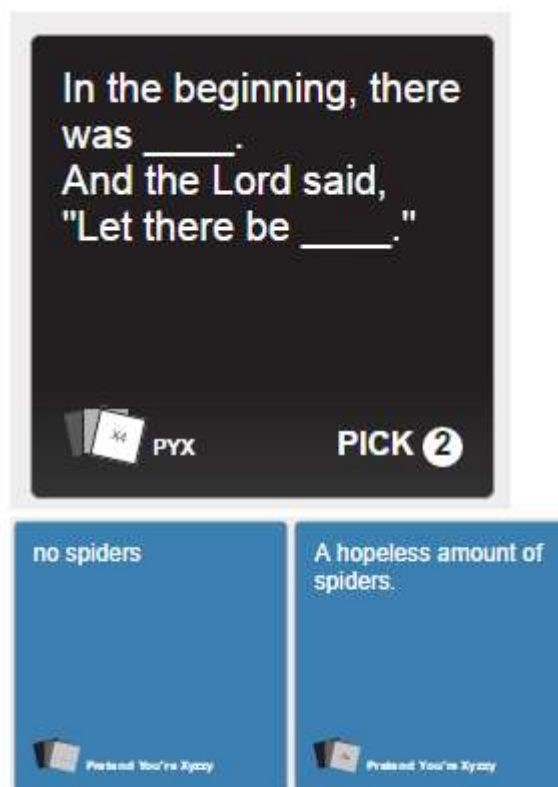 In the beginning, there
was ____.
And the Lord said,
"Let there be ____."
X4
PYX
PICK 2
no spiders
A hopeless amount of
spiders.
Pretend You're Xyzzy
Pretend You're Xyzzy